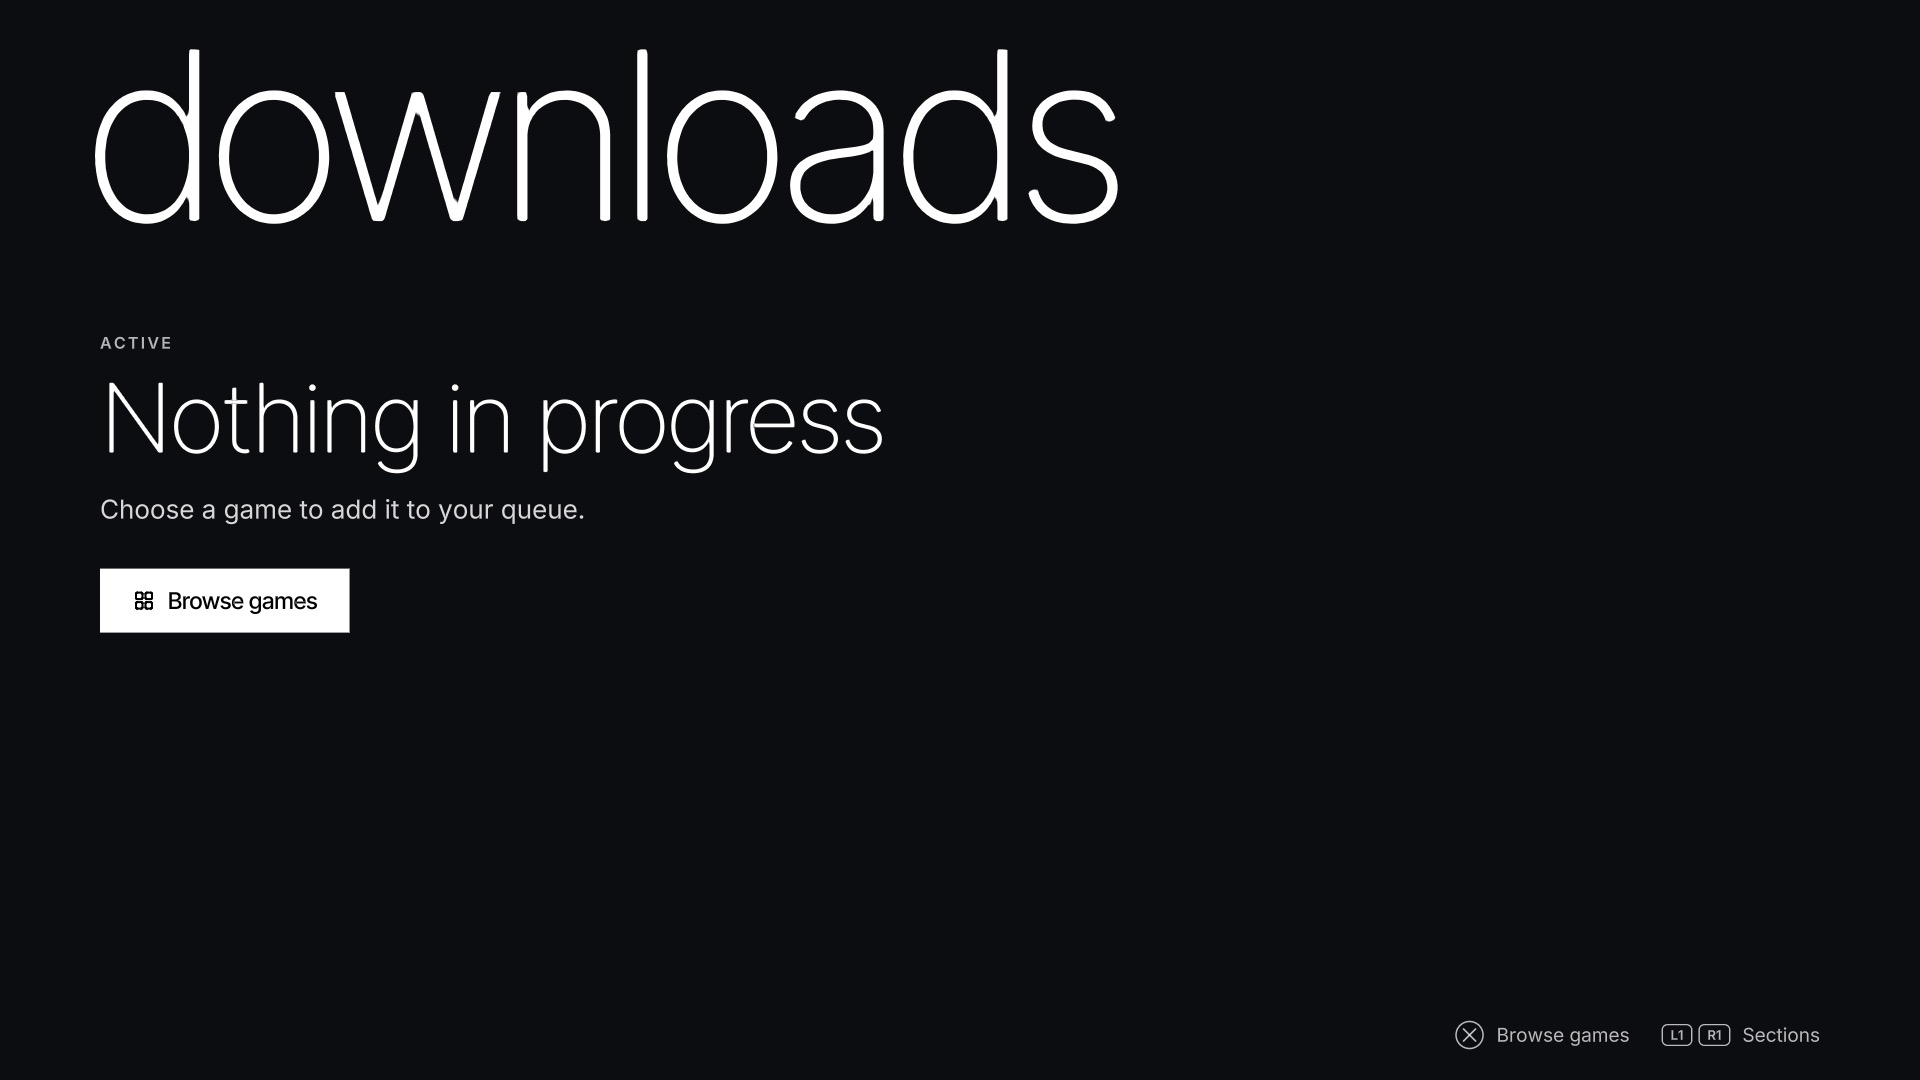 downloads
ACTIVE
Nothing in progress
Choose a game to add it to your queue.
Browse games
Browse games L1 R1 Sections